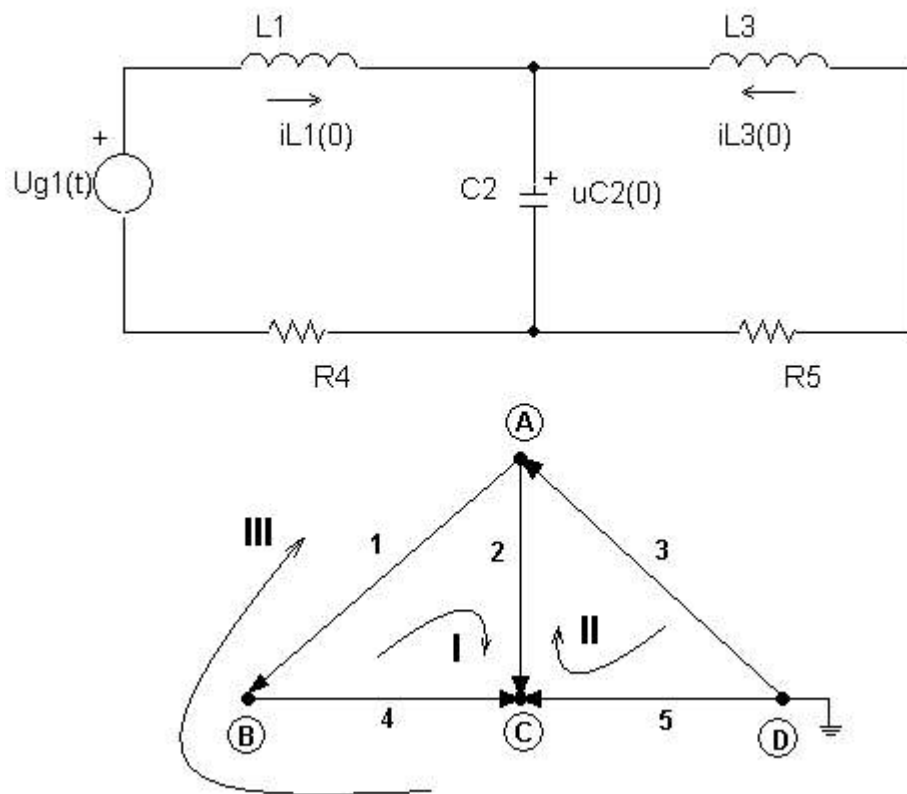 L1
L3
iL1(0)
iL3(0)
+
Ug1(t)
C2
+
uC2(0)
R4
R5
A
III
1
2
3
I
II
B
4
C
5
D